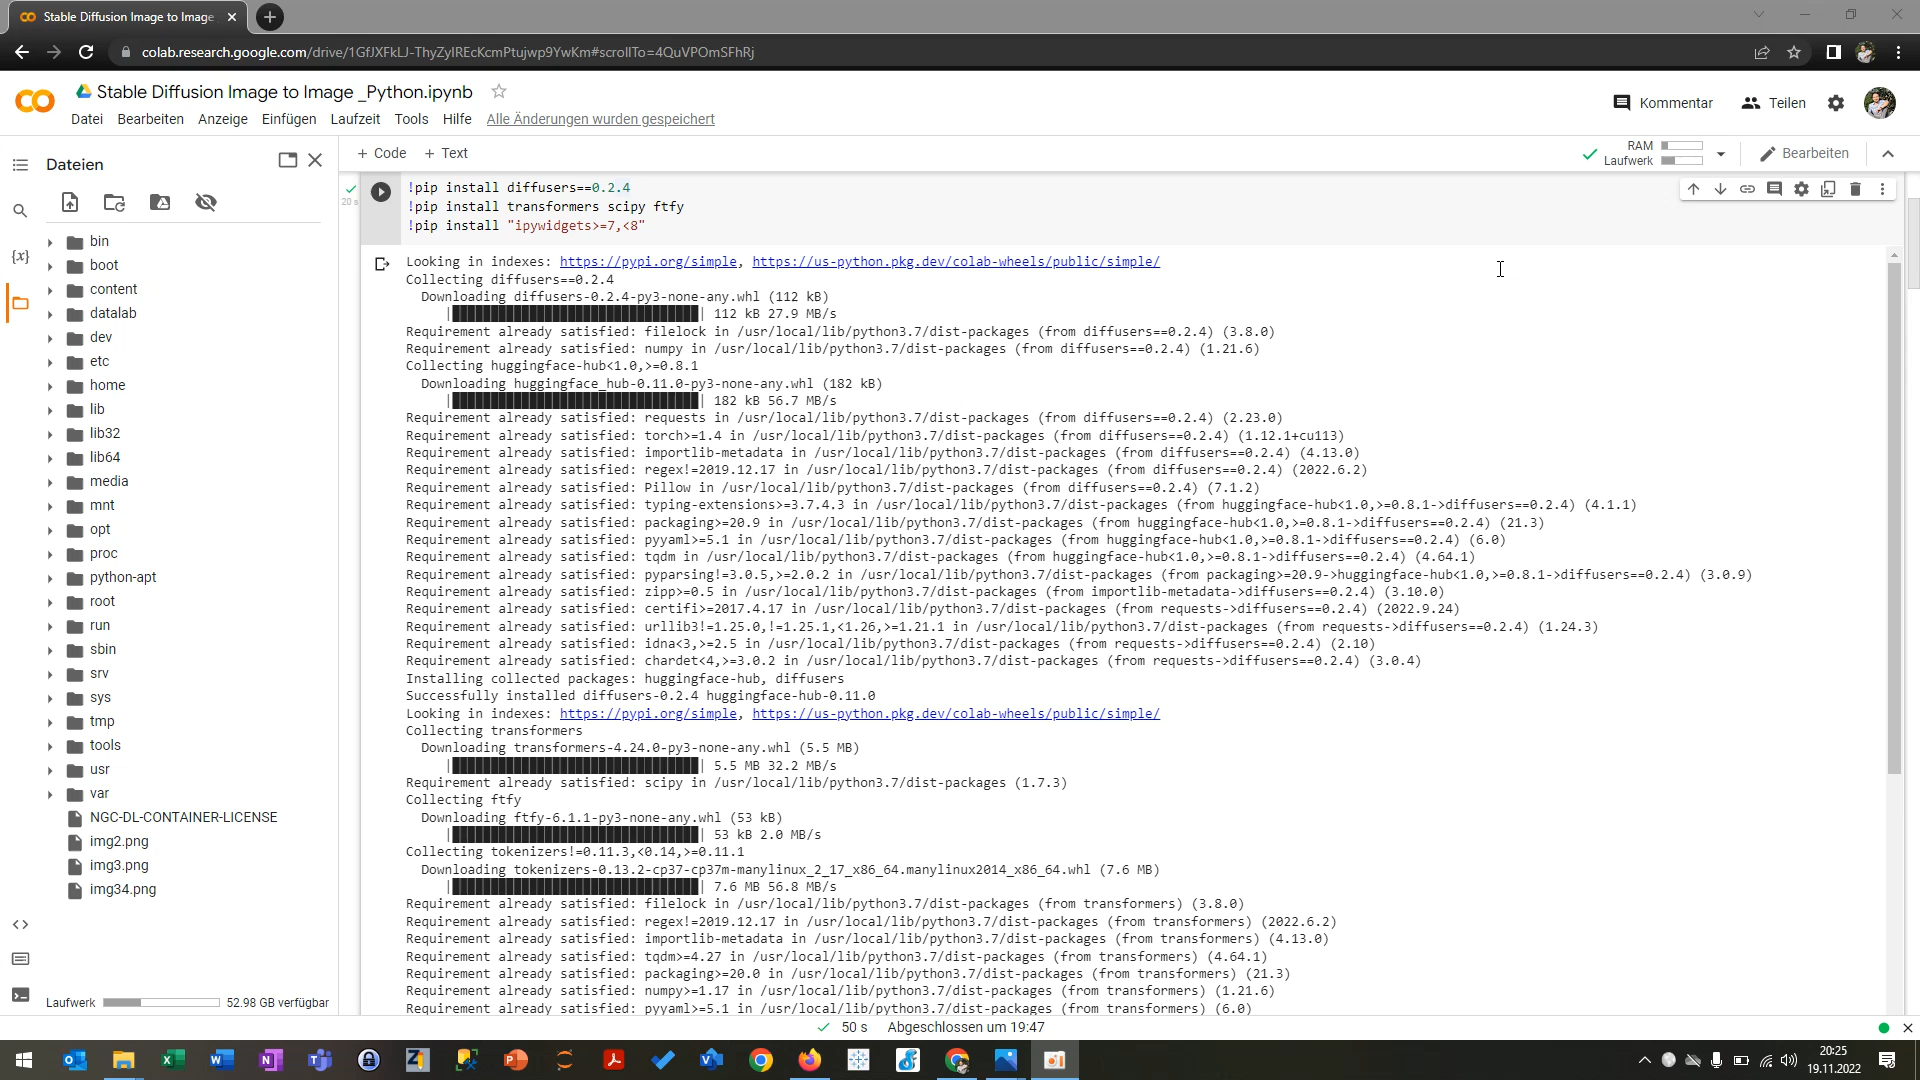 Stable Diffusion Image to Image
colab.research.google.com/drive/1GfJXFkLJ-ThyZylREcKcmPtujwp9YwKm#scrollTo=4QuVPOmSFhRj
Stable Diffusion Image to Image _Python.ipynb
Kommentar
Teilen
Datei Bearbeiten Anzeige Einfügen Laufzeit Tools Hilfe Alle Änderungen wurden gespeichert
Dateien
+ Code + Text
RAM
Laufwerk
Bearbeiten
{x}
bin
boot
content
datalab
dev
etc
home
lib
lib32
lib64
media
mnt
opt
proc
python-apt
root
run
sbin
srv
sys
tmp
tools
usr
var
NGC-DL-CONTAINER-LICENSE
img2.png
img3.png
img34.png
Laufwerk 52.98 GB verfügbar
20 s
!pip install diffusers==0.2.4
!pip install transformers scipy ftfy
!pip install "ipywidgets>=7,<8"
Looking in indexes: https://pypi.org/simple, https://us-python.pkg.dev/colab-wheels/public/simple/
Collecting diffusers==0.2.4
Downloading diffusers-0.2.4-py3-none-any.whl (112 kB)
112 kB 27.9 MB/s
Requirement already satisfied: filelock in /usr/local/lib/python3.7/dist-packages (from diffusers==0.2.4) (3.8.0)
Requirement already satisfied: numpy in /usr/local/lib/python3.7/dist-packages (from diffusers==0.2.4) (1.21.6)
Collecting huggingface-hub<1.0,>=0.8.1
Downloading huggingface_hub-0.11.0-py3-none-any.whl (182 kB)
182 kB 56.7 MB/s
Requirement already satisfied: requests in /usr/local/lib/python3.7/dist-packages (from diffusers==0.2.4) (2.23.0)
Requirement already satisfied: torch>=1.4 in /usr/local/lib/python3.7/dist-packages (from diffusers==0.2.4) (1.12.1+cu113)
Requirement already satisfied: importlib-metadata in /usr/local/lib/python3.7/dist-packages (from diffusers==0.2.4) (4.13.0)
Requirement already satisfied: regex!=2019.12.17 in /usr/local/lib/python3.7/dist-packages (from diffusers==0.2.4) (2022.6.2)
Requirement already satisfied: Pillow in /usr/local/lib/python3.7/dist-packages (from diffusers==0.2.4) (7.1.2)
Requirement already satisfied: typing-extensions>=3.7.4.3 in /usr/local/lib/python3.7/dist-packages (from huggingface-hub<1.0,>=0.8.1->diffusers==0.2.4) (4.1.1)
Requirement already satisfied: packaging>=20.9 in /usr/local/lib/python3.7/dist-packages (from huggingface-hub<1.0,>=0.8.1->diffusers==0.2.4) (21.3)
Requirement already satisfied: pyyaml>=5.1 in /usr/local/lib/python3.7/dist-packages (from huggingface-hub<1.0,>=0.8.1->diffusers==0.2.4) (6.0)
Requirement already satisfied: tqdm in /usr/local/lib/python3.7/dist-packages (from huggingface-hub<1.0,>=0.8.1->diffusers==0.2.4) (4.64.1)
Requirement already satisfied: pyparsing!=3.0.5,>=2.0.2 in /usr/local/lib/python3.7/dist-packages (from packaging>=20.9->huggingface-hub<1.0,>=0.8.1->diffusers==0.2.4) (3.0.9)
Requirement already satisfied: zipp>=0.5 in /usr/local/lib/python3.7/dist-packages (from importlib-metadata->diffusers==0.2.4) (3.10.0)
Requirement already satisfied: certifi>=2017.4.17 in /usr/local/lib/python3.7/dist-packages (from requests->diffusers==0.2.4) (2022.9.24)
Requirement already satisfied: urllib3!=1.25.0,!=1.25.1,<1.26,>=1.21.1 in /usr/local/lib/python3.7/dist-packages (from requests->diffusers==0.2.4) (1.24.3)
Requirement already satisfied: idna<3,>=2.5 in /usr/local/lib/python3.7/dist-packages (from requests->diffusers==0.2.4) (2.10)
Requirement already satisfied: chardet<4,>=3.0.2 in /usr/local/lib/python3.7/dist-packages (from requests->diffusers==0.2.4) (3.0.4)
Installing collected packages: huggingface-hub, diffusers
Successfully installed diffusers-0.2.4 huggingface-hub-0.11.0
Looking in indexes: https://pypi.org/simple, https://us-python.pkg.dev/colab-wheels/public/simple/
Collecting transformers
Downloading transformers-4.24.0-py3-none-any.whl (5.5 MB)
5.5 MB 32.2 MB/s
Requirement already satisfied: scipy in /usr/local/lib/python3.7/dist-packages (1.7.3)
Collecting ftfy
Downloading ftfy-6.1.1-py3-none-any.whl (53 kB)
53 kB 2.0 MB/s
Collecting tokenizers!=0.11.3,<0.14,>=0.11.1
Downloading tokenizers-0.13.2-cp37-cp37m-manylinux_2_17_x86_64.manylinux2014_x86_64.whl (7.6 MB)
7.6 MB 56.8 MB/s
Requirement already satisfied: filelock in /usr/local/lib/python3.7/dist-packages (from transformers) (3.8.0)
Requirement already satisfied: regex!=2019.12.17 in /usr/local/lib/python3.7/dist-packages (from transformers) (2022.6.2)
Requirement already satisfied: importlib-metadata in /usr/local/lib/python3.7/dist-packages (from transformers) (4.13.0)
Requirement already satisfied: tqdm>=4.27 in /usr/local/lib/python3.7/dist-packages (from transformers) (4.64.1)
Requirement already satisfied: packaging>=20.0 in /usr/local/lib/python3.7/dist-packages (from transformers) (21.3)
Requirement already satisfied: numpy>=1.17 in /usr/local/lib/python3.7/dist-packages (from transformers) (1.21.6)
Requirement already satisfied: pyyaml>=5.1 in /usr/local/lib/python3.7/dist-packages (from transformers) (6.0)
50 s Abgeschlossen um 19:47
20:25
19.11.2022